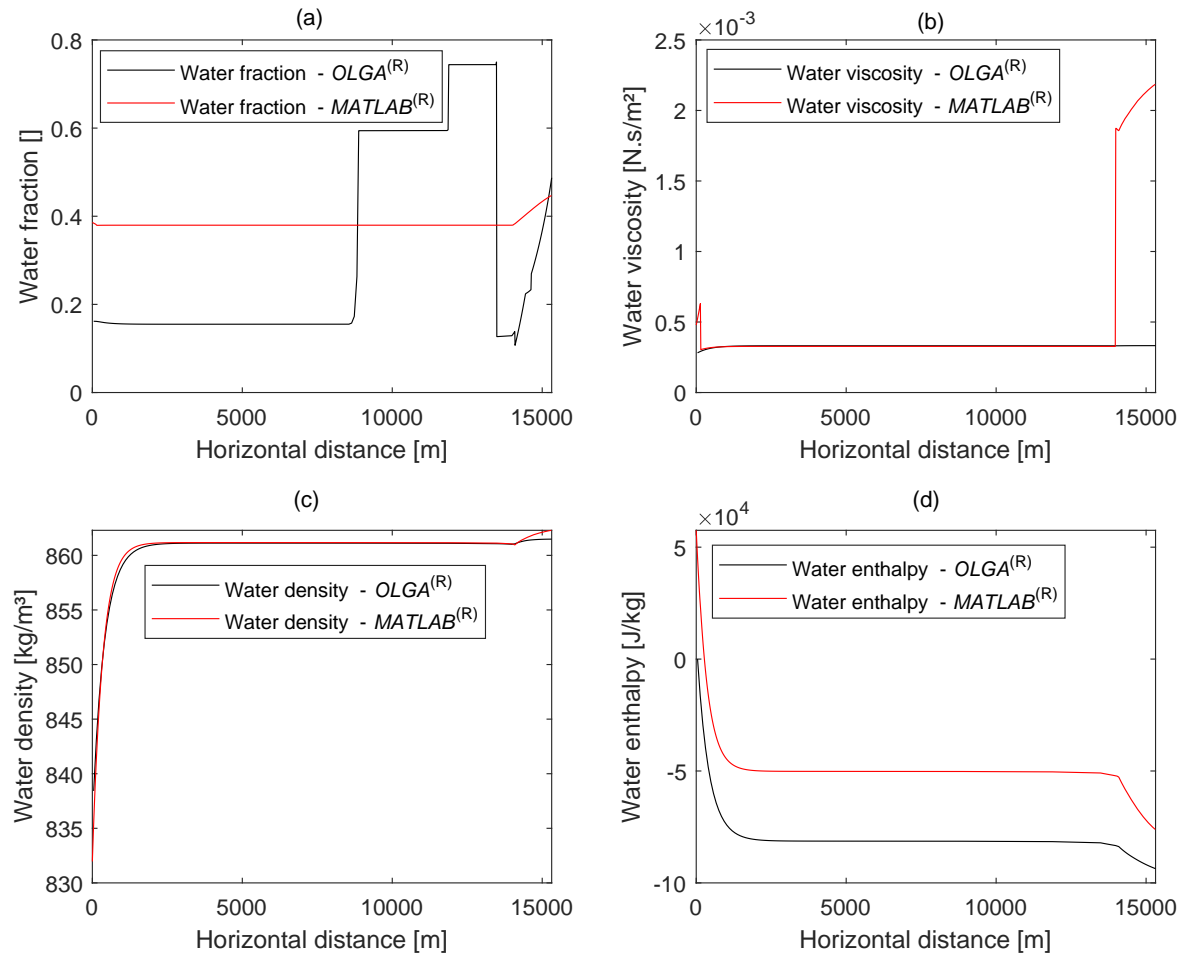 (a)
0.8
0.6
0.4
0.2
0
Water fraction []
Water fraction - OLGA(R)
Water fraction - MATLAB(R)
0 5000 10000 15000
Horizontal distance [m]
(b)
×10-3
2.5
2
1.5
1
0.5
0
Water viscosity [N.s/m²]
Water viscosity - OLGA(R)
Water viscosity - MATLAB(R)
0 5000 10000 15000
Horizontal distance [m]
(c)
860
855
850
845
840
835
830
Water density [kg/m³]
Water density - OLGA(R)
Water density - MATLAB(R)
0 5000 10000 15000
Horizontal distance [m]
(d)
×104
5
0
-5
-10
Water enthalpy [J/kg]
Water enthalpy - OLGA(R)
Water enthalpy - MATLAB(R)
0 5000 10000 15000
Horizontal distance [m]